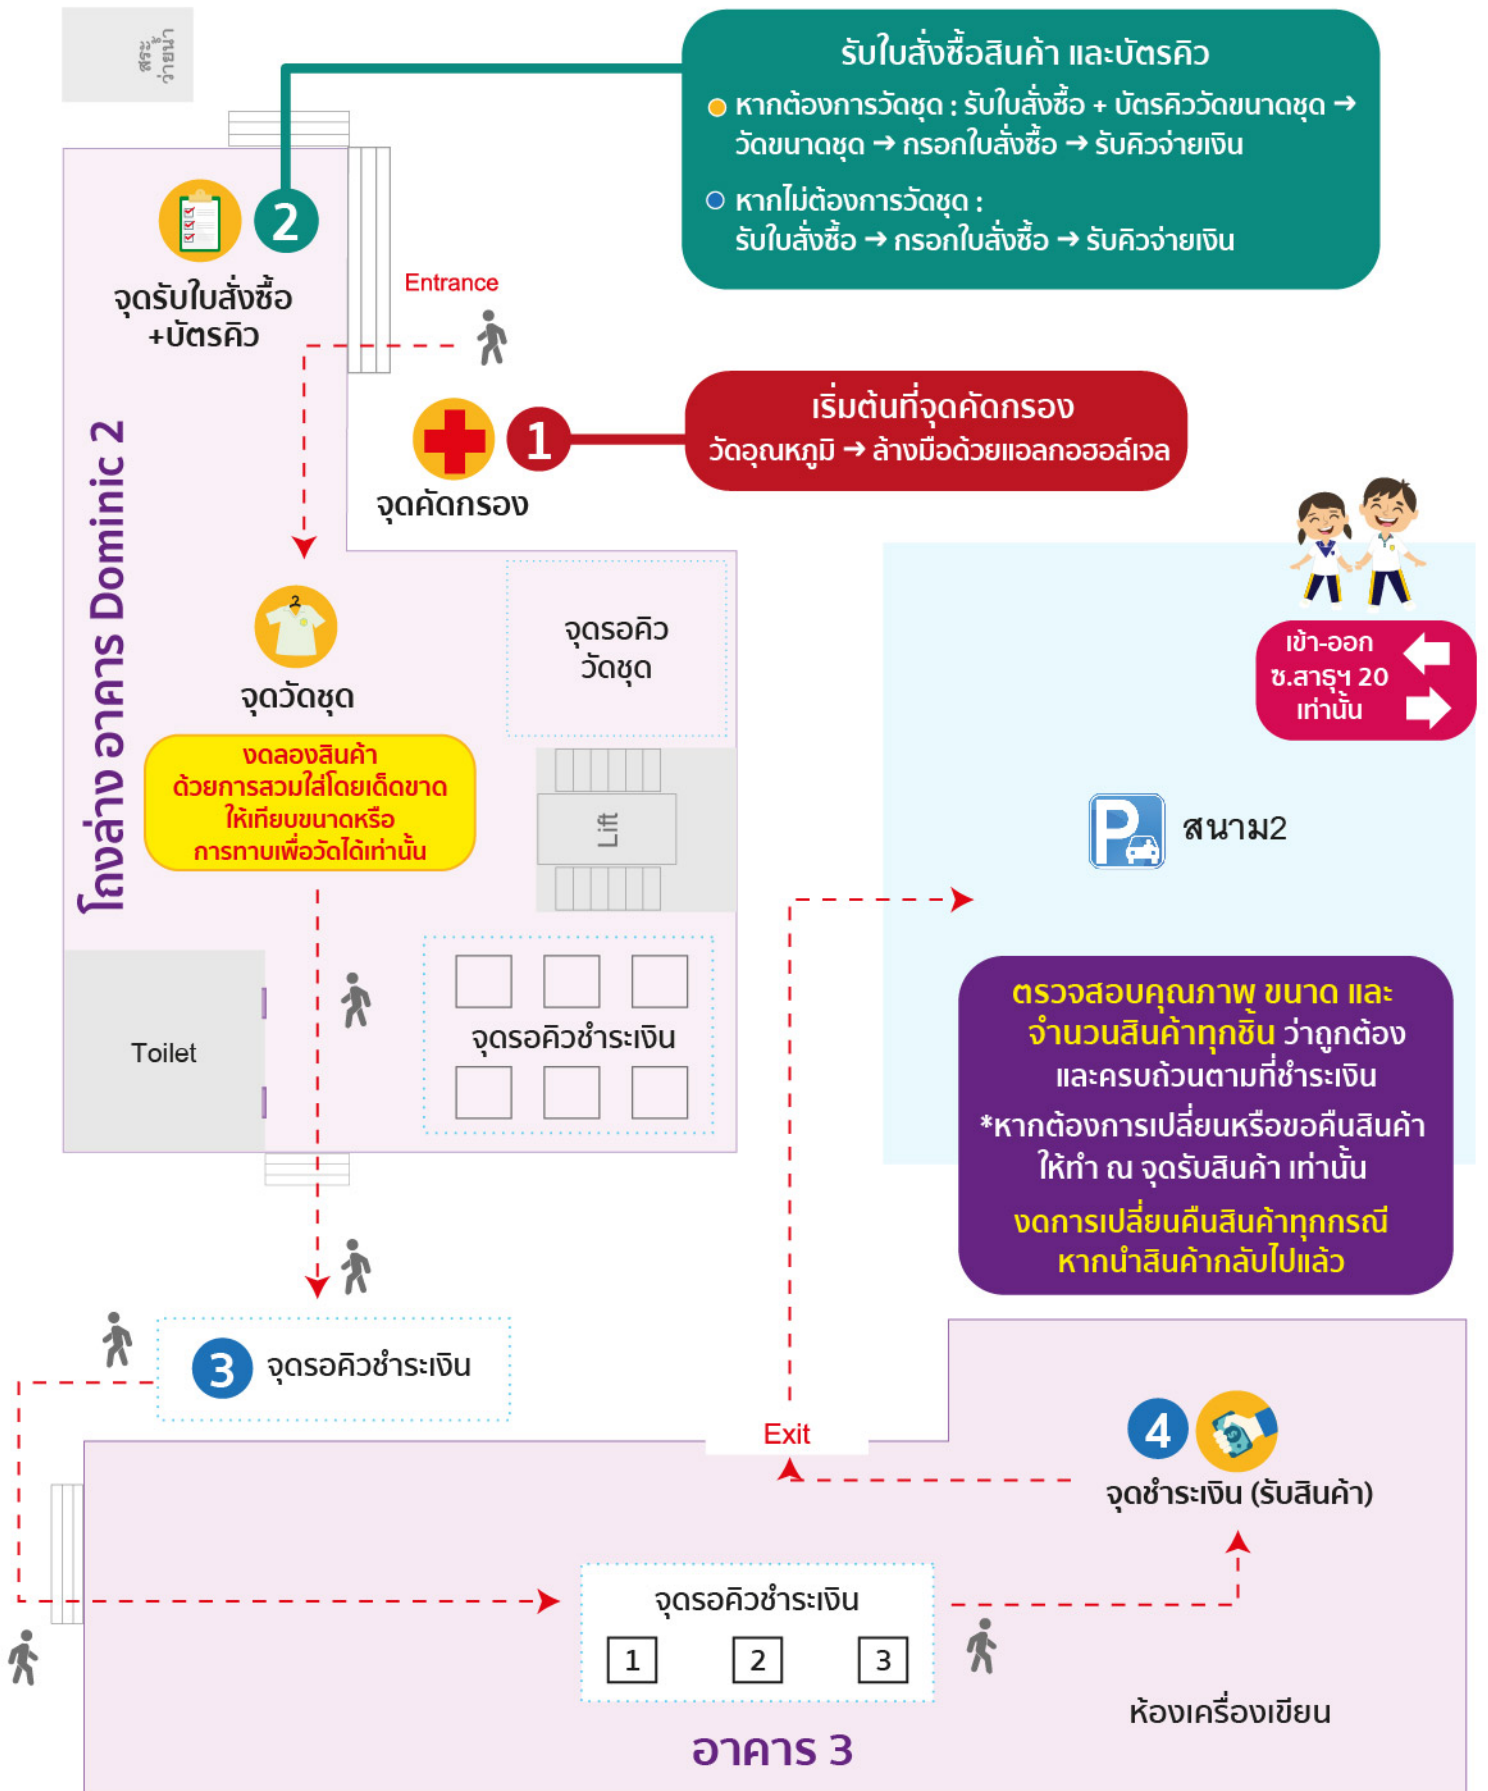 สระ
ว่ายน้ำ
รับใบสั่งซื้อสินค้า และบัตรคิว
หากต้องการวัดชุด : รับใบสั่งซื้อ + บัตรคิววัดขนาดชุด →
วัดขนาดชุด → กรอกใบสั่งซื้อ → รับคิวจ่ายเงิน
หากไม่ต้องการวัดชุด :
รับใบสั่งซื้อ → กรอกใบสั่งซื้อ → รับคิวจ่ายเงิน
2
จุดรับใบสั่งซื้อ
+บัตรคิว
Entrance
1
จุดคัดกรอง
เริ่มต้นที่จุดคัดกรอง
วัดอุณหภูมิ → ล้างมือด้วยแอลกอฮอล์เจล
โถงล่าง อาคาร Dominic 2
จุดวัดชุด
งดลองสินค้า
ด้วยการสวมใส่โดยเด็ดขาด
ให้เทียบขนาดหรือ
การทาบเพื่อวัดได้เท่านั้น
จุดรอคิว
วัดชุด
Lift
เข้า-ออก
ซ.สาธุฯ 20
เท่านั้น
P
สนาม2
Toilet
จุดรอคิวชำระเงิน
ตรวจสอบคุณภาพ ขนาด และ
จำนวนสินค้าทุกชิ้น ว่าถูกต้อง
และครบถ้วนตามที่ชำระเงิน
*หากต้องการเปลี่ยนหรือขอคืนสินค้า
ให้ทำ ณ จุดรับสินค้า เท่านั้น
งดการเปลี่ยนคืนสินค้าทุกกรณี
หากนำสินค้ากลับไปแล้ว
3 จุดรอคิวชำระเงิน
Exit
4
จุดชำระเงิน (รับสินค้า)
จุดรอคิวชำระเงิน
1 2 3
ห้องเครื่องเขียน
อาคาร 3